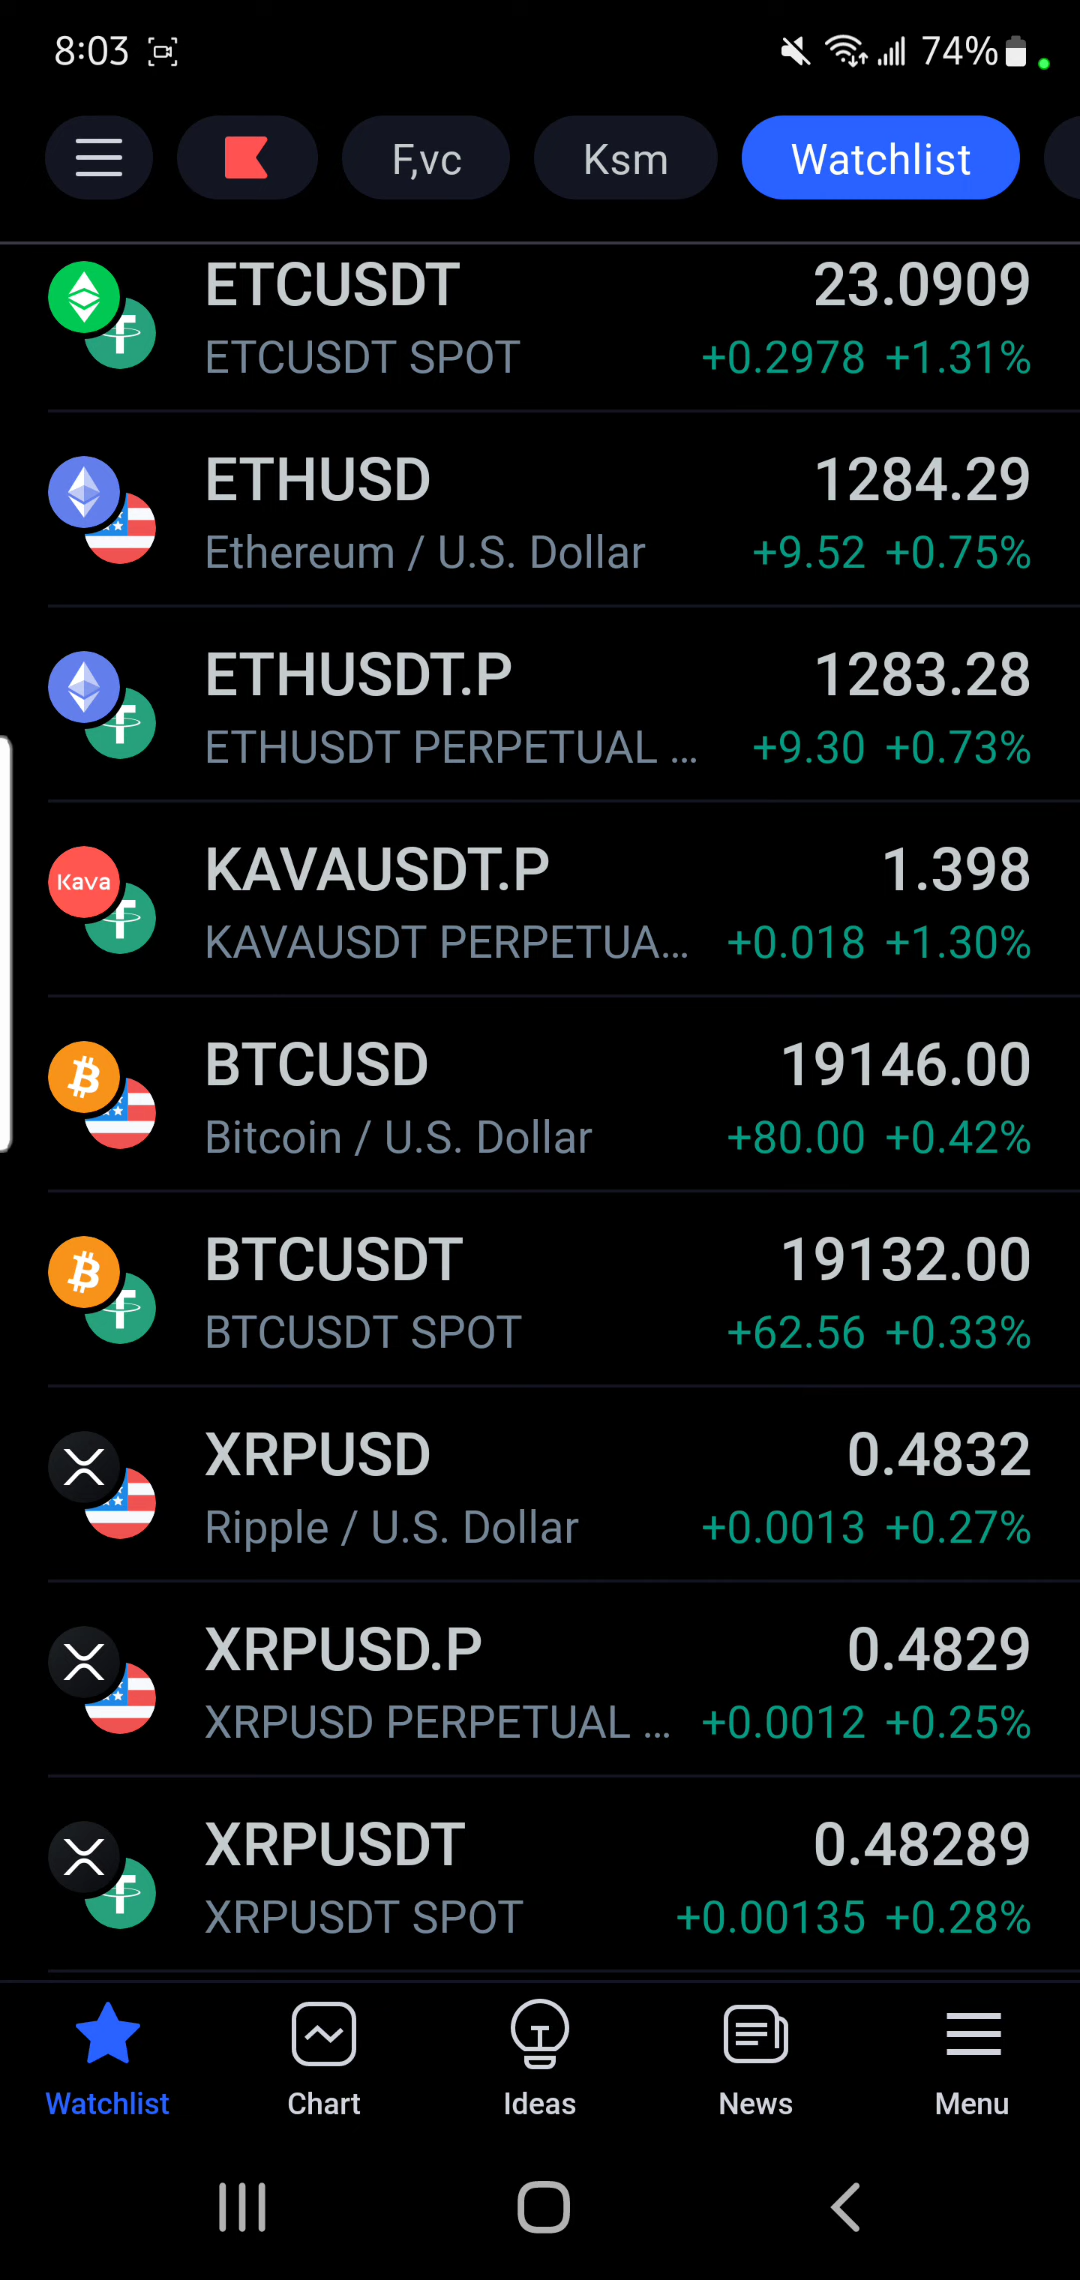 8:03 74%
F,vc Ksm Watchlist
ETCUSDT 23.0909
ETCUSDT SPOT +0.2978 +1.31%
ETHUSD 1284.29
Ethereum / U.S. Dollar +9.52 +0.75%
ETHUSDT.P 1283.28
ETHUSDT PERPETUAL ... +9.30 +0.73%
Kava KAVAUSDT.P 1.398
KAVAUSDT PERPETUA... +0.018 +1.30%
BTCUSD 19146.00
Bitcoin / U.S. Dollar +80.00 +0.42%
BTCUSDT 19132.00
BTCUSDT SPOT +62.56 +0.33%
XRPUSD 0.4832
Ripple / U.S. Dollar +0.0013 +0.27%
XRPUSD.P 0.4829
XRPUSD PERPETUAL ... +0.0012 +0.25%
XRPUSDT 0.48289
XRPUSDT SPOT +0.00135 +0.28%
Watchlist Chart Ideas News Menu